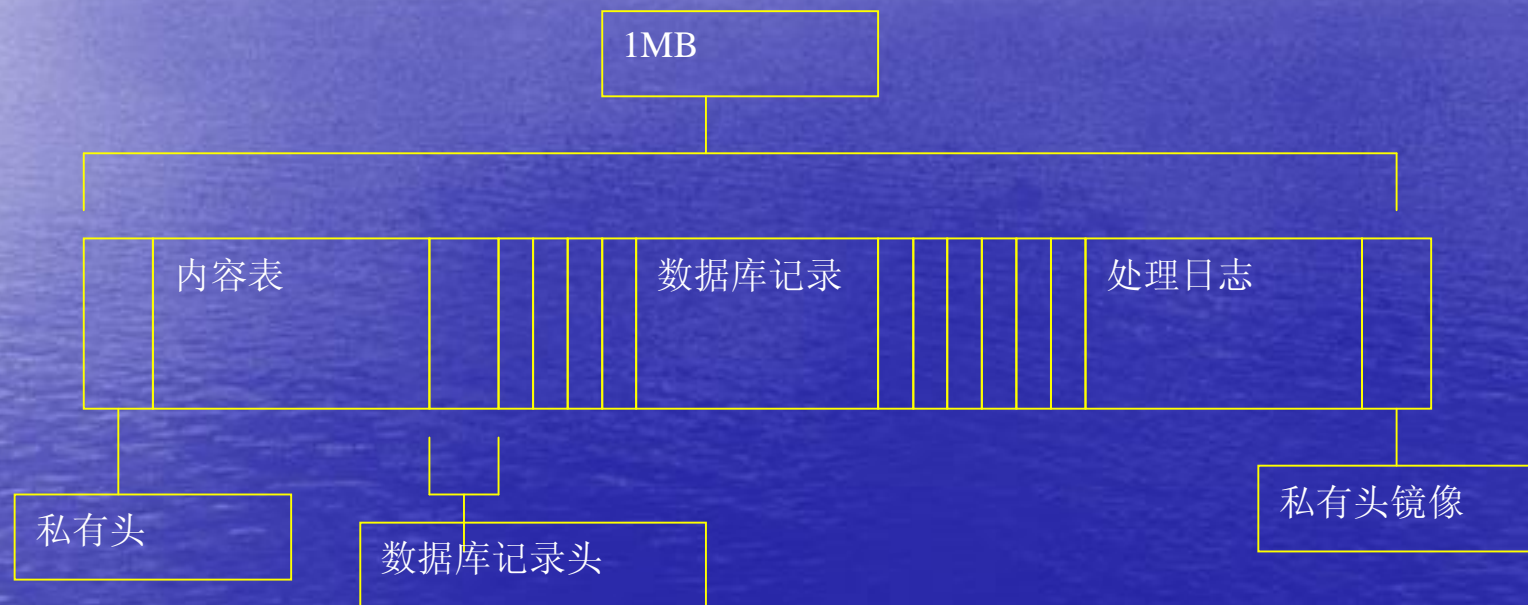 1MB
内容表
数据库记录
处理日志
私有头
数据库记录头
私有头镜像